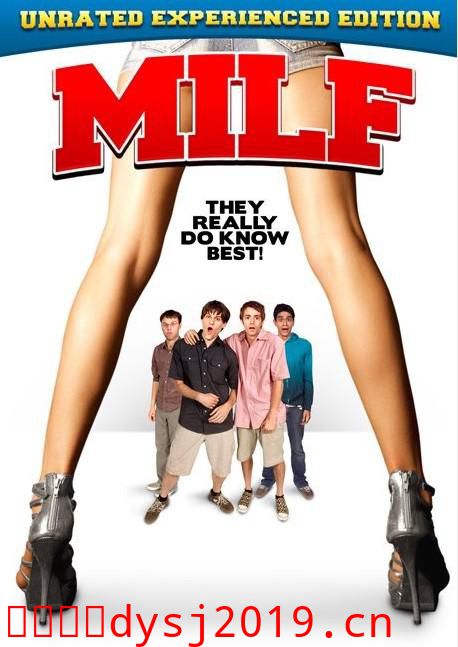 UNRATED EXPERIENCED EDITION
MILF
THEY
REALLY
DO KNOW
BEST!
dysj2019.cn